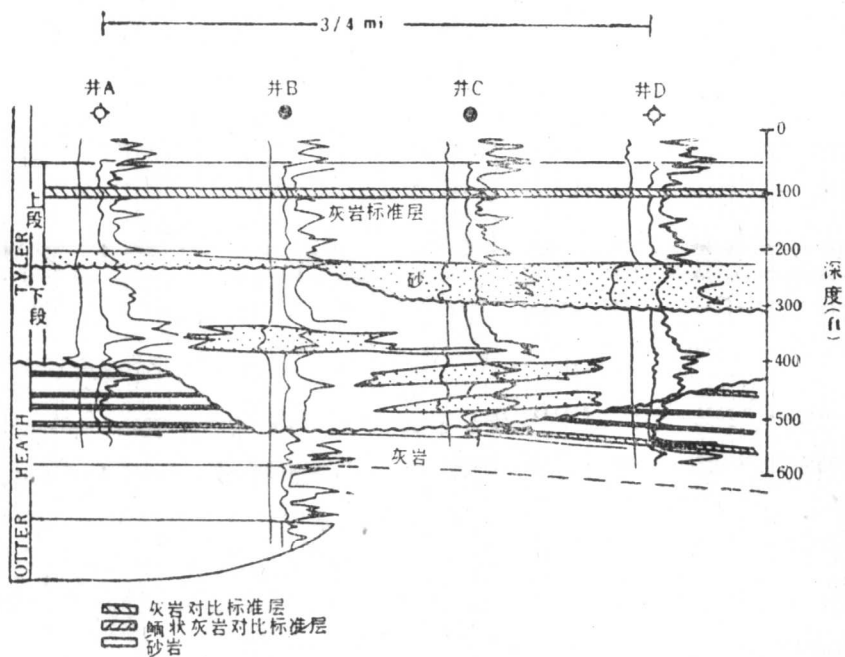 3/4 mi
井A
井B
井C
井D
0
100
200
300
400
500
600
深度(ft)
TYLER
上段
下段
HEATH
OTTER
灰岩标准层
砂
灰岩
灰岩对比标准层
鲕状灰岩对比标准层
砂岩